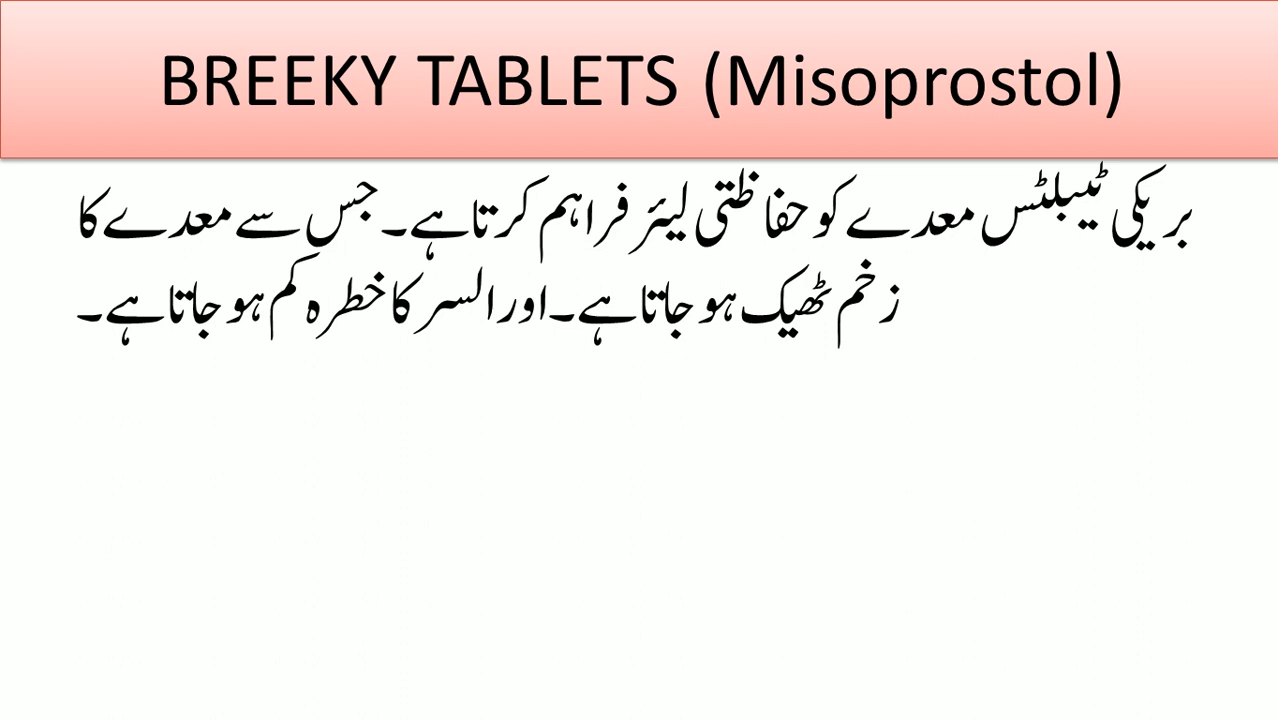 BREEKY TABLETS (Misoprostol)
بریکی ٹیبلٹس معدے کو حفاظتی لیئر فراہم کرتا ہے۔ جس سے معدے کا
زخم ٹھیک ہو جاتا ہے۔ اور السر کا خطرہ کم ہو جاتا ہے۔